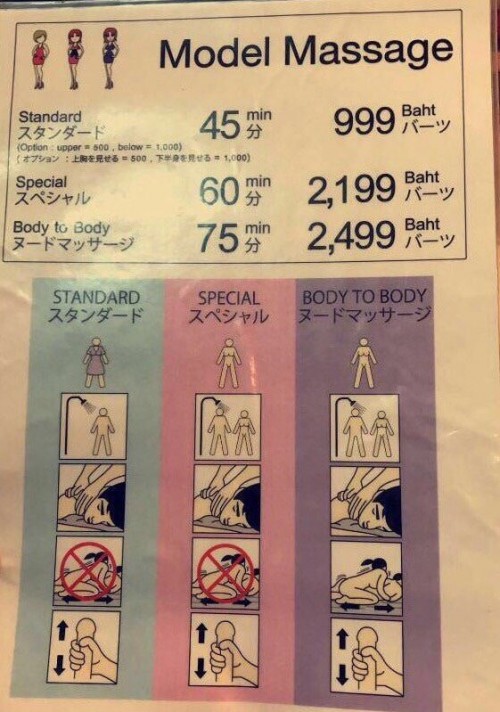 Model Massage
Standard 45 min 999 Baht
スタンダード 分 バーツ
(Option : upper = 500 , below = 1,000)
(オプション : 上胸を見せる = 500 , 下半身を見せる = 1,000)
Special 60 min 2,199 Baht
スペシャル 分 バーツ
Body to Body 75 min 2,499 Baht
ヌードマッサージ 分 バーツ
STANDARD SPECIAL BODY TO BODY
スタンダード スペシャル ヌードマッサージ